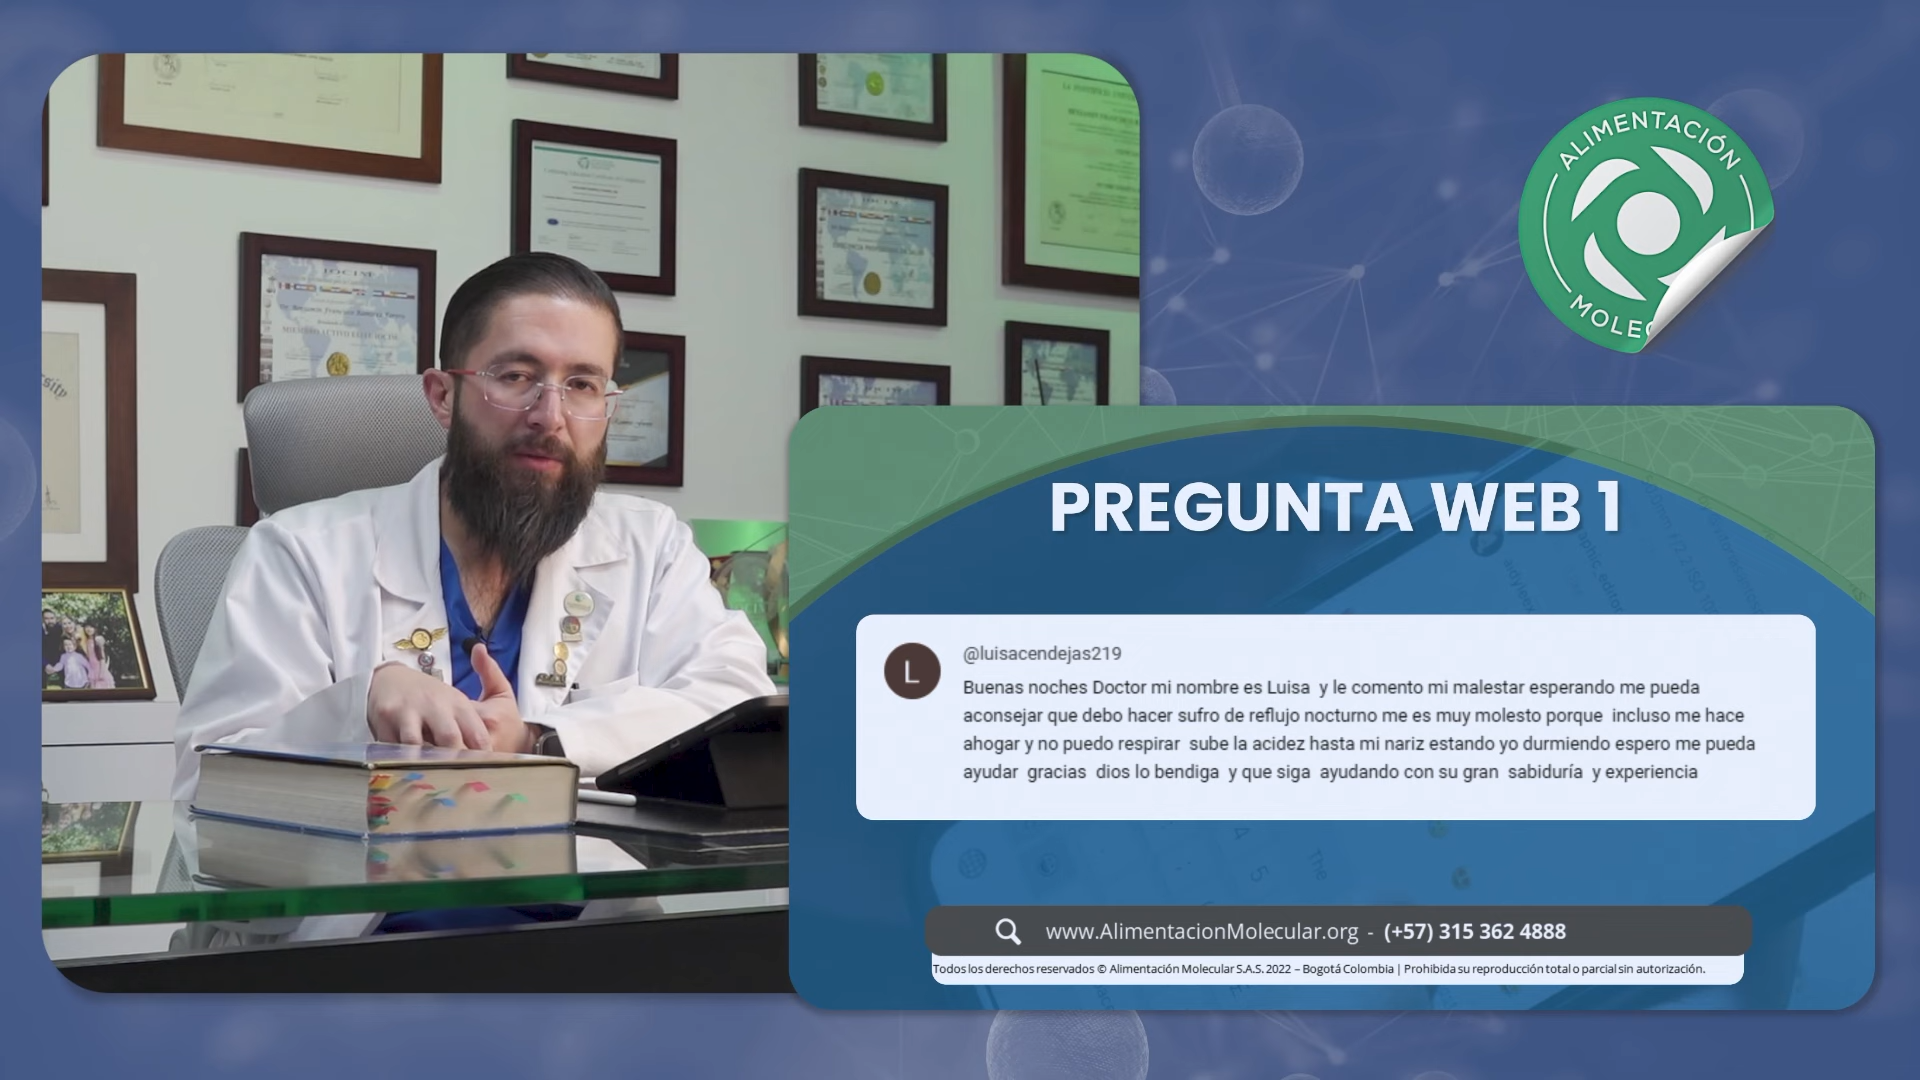 ALIMENTACIÓN
PREGUNTA WEB 1
L
@luisacendejas219
Buenas noches Doctor mi nombre es Luisa y le comento mi malestar esperando me pueda
aconsejar que debo hacer sufro de reflujo nocturno me es muy molesto porque incluso me hace
ahogar y no puedo respirar sube la acidez hasta mi nariz estando yo durmiendo espero me pueda
ayudar gracias dios lo bendiga y que siga ayudando con su gran sabiduría y experiencia
www.AlimentacionMolecular.org - (+57) 315 362 4888
Todos los derechos reservados © Alimentación Molecular S.A.S. 2022 – Bogotá Colombia | Prohibida su reproducción total o parcial sin autorización.